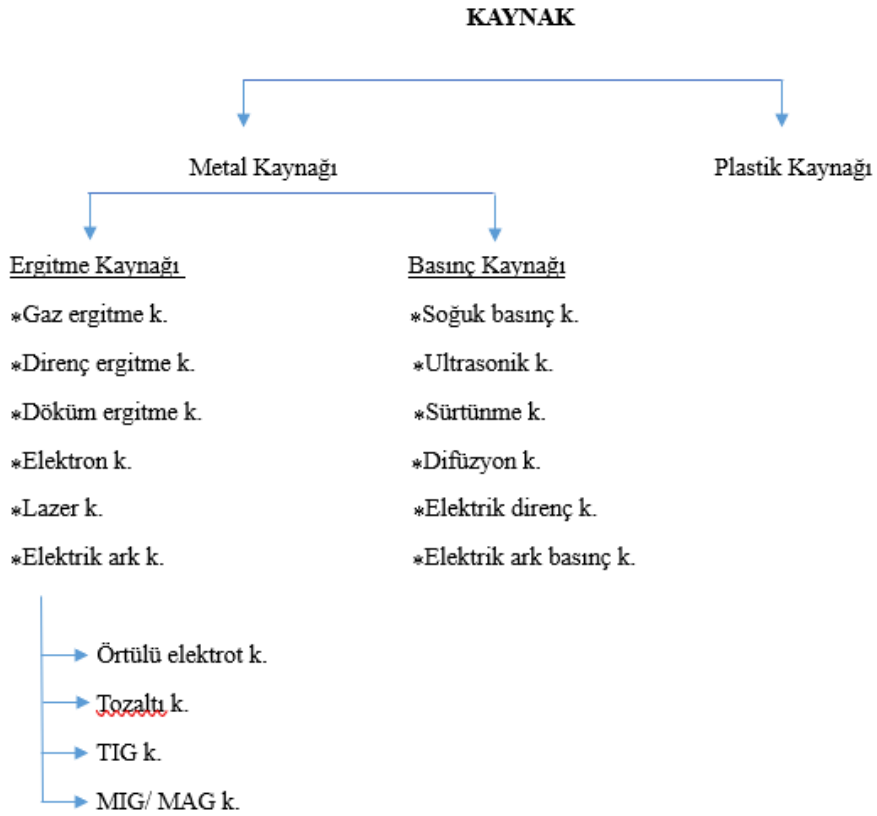 KAYNAK
Metal Kaynağı
Plastik Kaynağı
Ergitme Kaynağı
*Gaz ergitme k.
*Direnç ergitme k.
*Döküm ergitme k.
*Elektron k.
*Lazer k.
*Elektrik ark k.
Örtülü elektrot k.
Tozaltı k.
TIG k.
MIG/ MAG k.
Basınç Kaynağı
*Soğuk basınç k.
*Ultrasonik k.
*Sürtünme k.
*Difüzyon k.
*Elektrik direnç k.
*Elektrik ark basınç k.